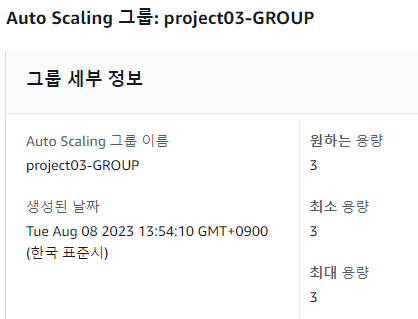 Auto Scaling 그룹: project03-GROUP
그룹 세부 정보
Auto Scaling 그룹 이름
project03-GROUP
생성된 날짜
Tue Aug 08 2023 13:54:10 GMT+0900
(한국 표준시)
원하는 용량
3
최소 용량
3
최대 용량
3